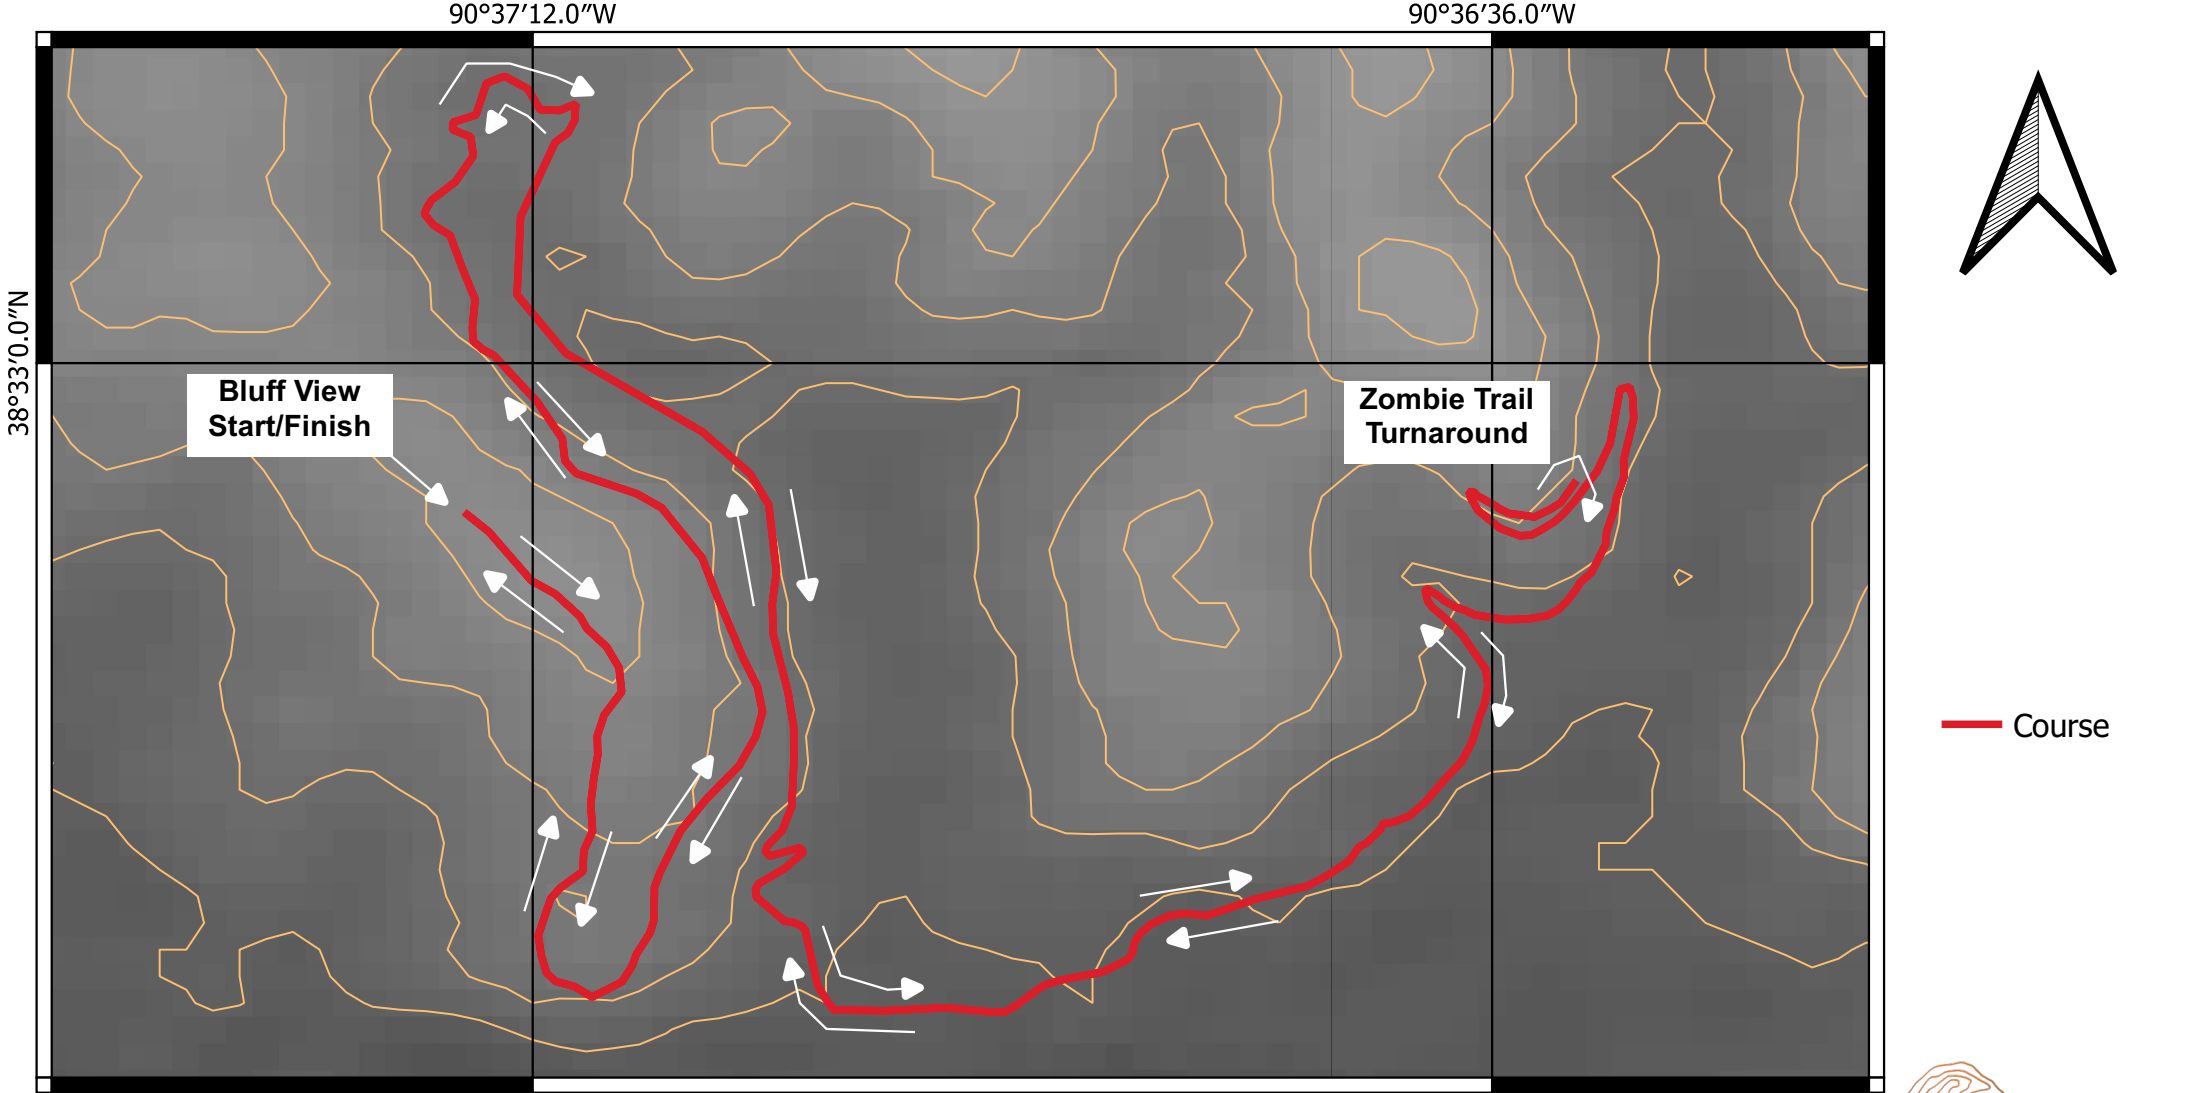 90°37′12.0″W
90°36′36.0″W
38°33′0.0″N
Bluff View
Start/Finish
Zombie Trail
Turnaround
Course